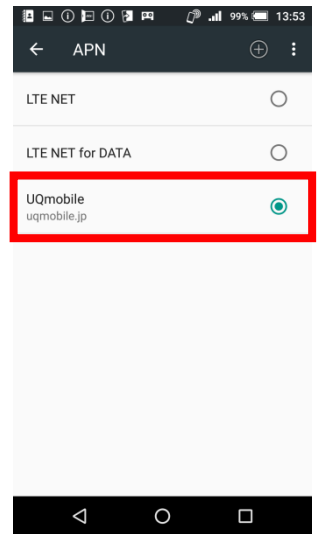 99% 13:53
APN
LTE NET
LTE NET for DATA
UQmobile
uqmobile.jp